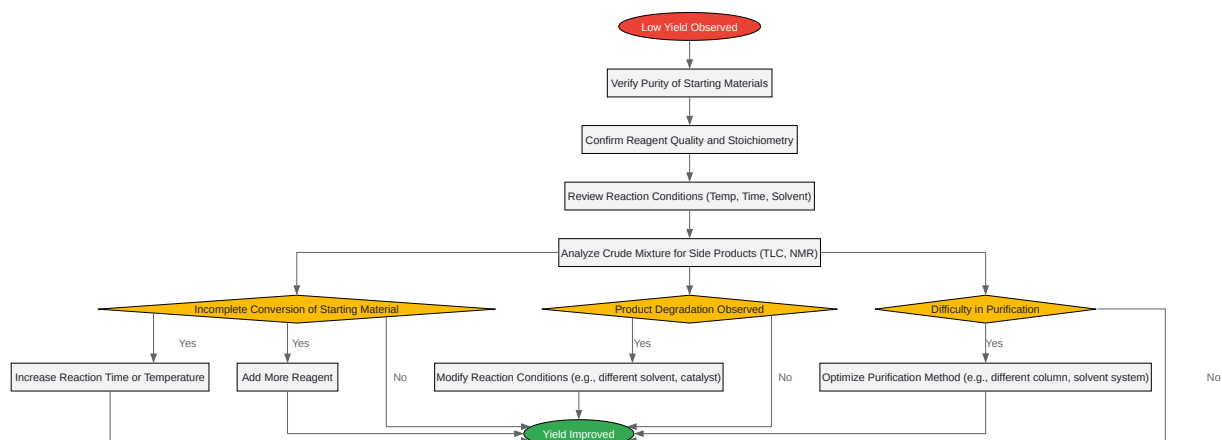 Low Yield Observed
Verify Purity of Starting Materials
Confirm Reagent Quality and Stoichiometry
Review Reaction Conditions (Temp, Time, Solvent)
Analyze Crude Mixture for Side Products (TLC, NMR)
Incomplete Conversion of Starting Material
Product Degradation Observed
Difficulty in Purification
Yes
Yes
Yes
Yes
Increase Reaction Time or Temperature
Add More Reagent
No
Modify Reaction Conditions (e.g., different solvent, catalyst)
No
Optimize Purification Method (e.g., different column, solvent system)
No
Yield Improved